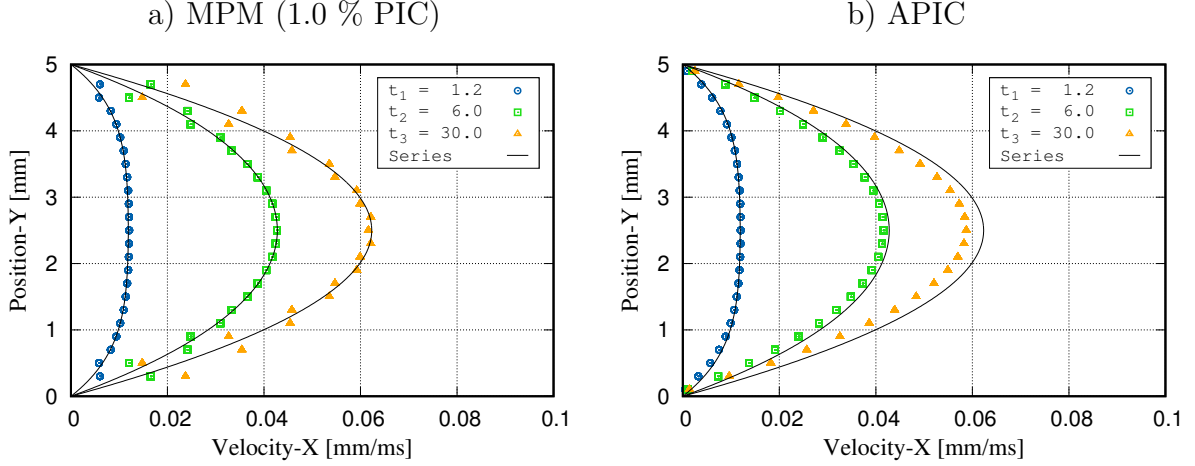 a) MPM (1.0 % PIC)
5
4
3
2
1
0
Position-Y [mm]
t1 = 1.2
t2 = 6.0
t3 = 30.0
Series
0 0.02 0.04 0.06 0.08 0.1
Velocity-X [mm/ms]
b) APIC
5
4
3
2
1
0
Position-Y [mm]
t1 = 1.2
t2 = 6.0
t3 = 30.0
Series
0 0.02 0.04 0.06 0.08 0.1
Velocity-X [mm/ms]